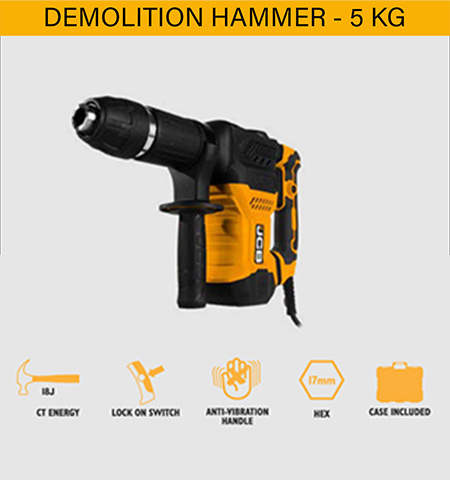 DEMOLITION HAMMER - 5 KG
JCB
18J
CT ENERGY
LOCK ON SWITCH
ANTI-VIBRATION
HANDLE
17mm
HEX
CASE INCLUDED